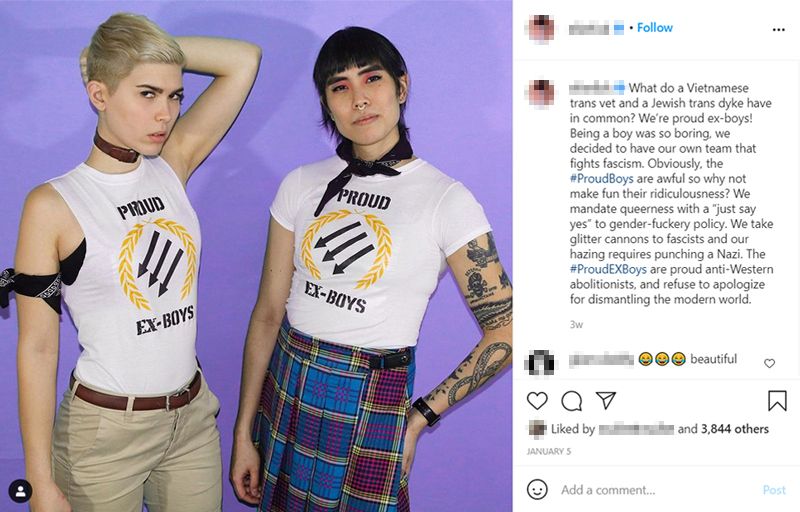 PROUD
EX-BOYS
PROUD
EX-BOYS
• Follow
What do a Vietnamese
trans vet and a Jewish trans dyke have
in common? We're proud ex-boys!
Being a boy was so boring, we
decided to have our own team that
fights fascism. Obviously, the
#ProudBoys are awful so why not
make fun their ridiculousness? We
mandate queerness with a “just say
yes” to gender-fuckery policy. We take
glitter cannons to fascists and our
hazing requires punching a Nazi. The
#ProudEXBoys are proud anti-Western
abolitionists, and refuse to apologize
for dismantling the modern world.
3w
😂😂😂 beautiful
Liked by and 3,844 others
JANUARY 5
Add a comment...
Post